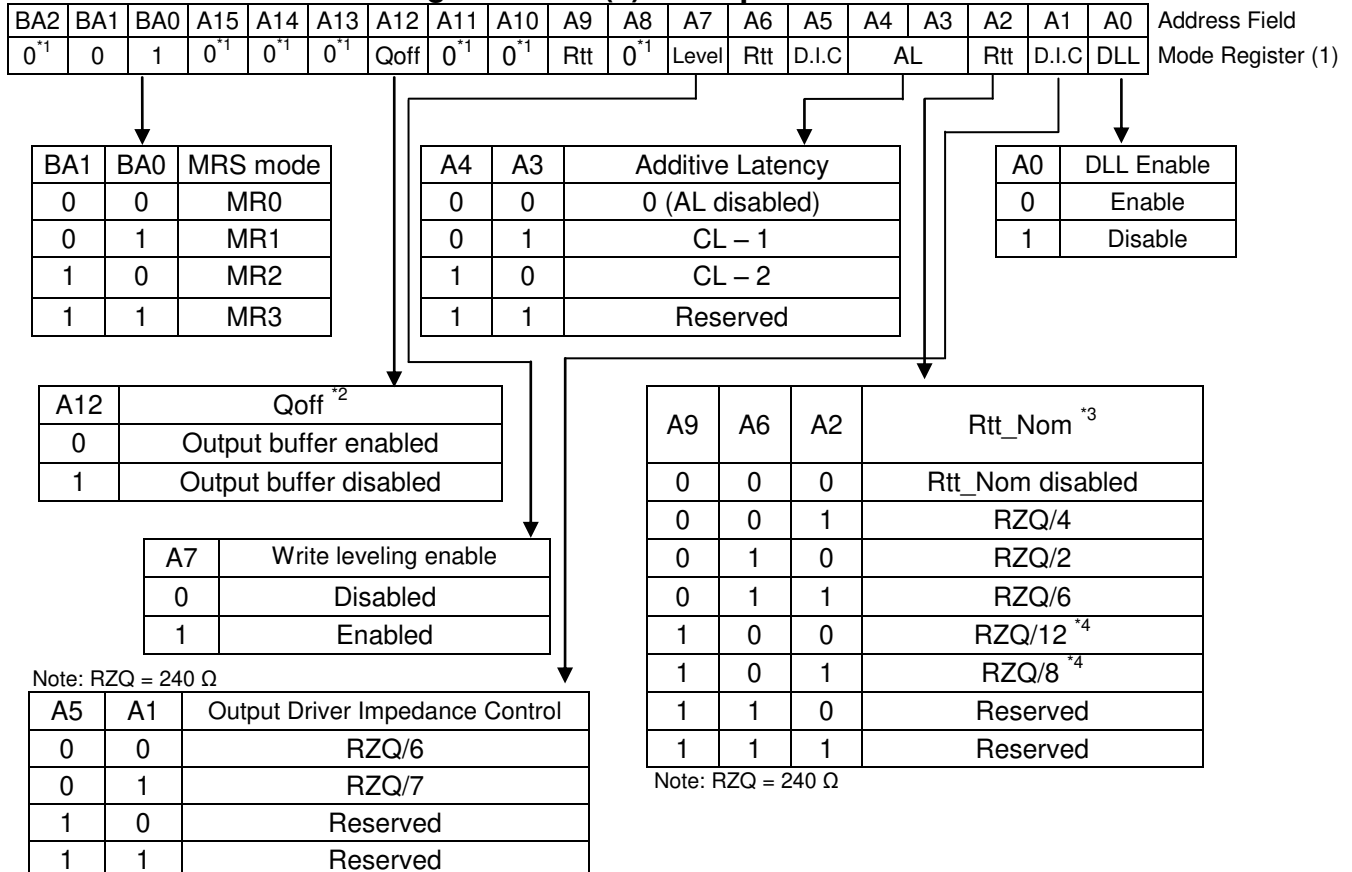 BA2 BA1 BA0 A15 A14 A13 A12 A11 A10 A9 A8 A7 A6 A5 A4 A3 A2 A1 A0 Address Field
0*1 0 1 0*1 0*1 0*1 Qoff 0*1 0*1 Rtt 0*1 Level Rtt D.I.C AL Rtt D.I.C DLL Mode Register (1)
BA1 BA0 MRS mode
0 0 MR0
0 1 MR1
1 0 MR2
1 1 MR3
A4 A3 Additive Latency
0 0 0 (AL disabled)
0 1 CL – 1
1 0 CL – 2
1 1 Reserved
A0 DLL Enable
0 Enable
1 Disable
A12 Qoff *2
0 Output buffer enabled
1 Output buffer disabled
A7 Write leveling enable
0 Disabled
1 Enabled
Note: RZQ = 240 Ω
A5 A1 Output Driver Impedance Control
0 0 RZQ/6
0 1 RZQ/7
1 0 Reserved
1 1 Reserved
A9 A6 A2 Rtt_Nom *3
0 0 0 Rtt_Nom disabled
0 0 1 RZQ/4
0 1 0 RZQ/2
0 1 1 RZQ/6
1 0 0 RZQ/12 *4
1 0 1 RZQ/8 *4
1 1 0 Reserved
1 1 1 Reserved
Note: RZQ = 240 Ω